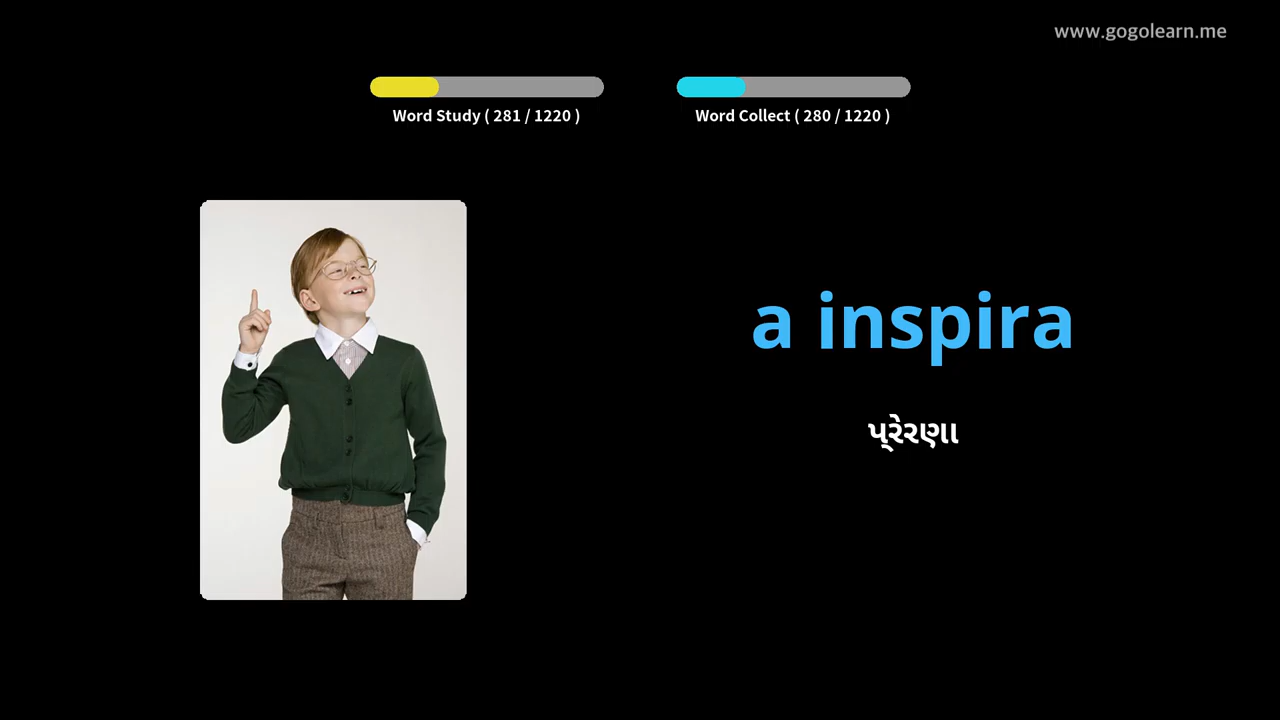 www.gogolearn.me
Word Study ( 281 / 1220 )
Word Collect ( 280 / 1220 )
a inspira
પ્રેરણા